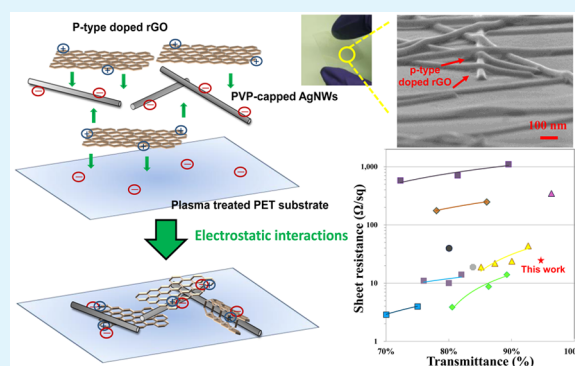 P-type doped rGO
PVP-capped AgNWs
Plasma treated PET substrate
Electrostatic interactions
p-type
doped rGO
100 nm
Sheet resistance (Ω/sq)
1,000
100
10
1
This work
70%
80%
90%
100%
Transmittance (%)